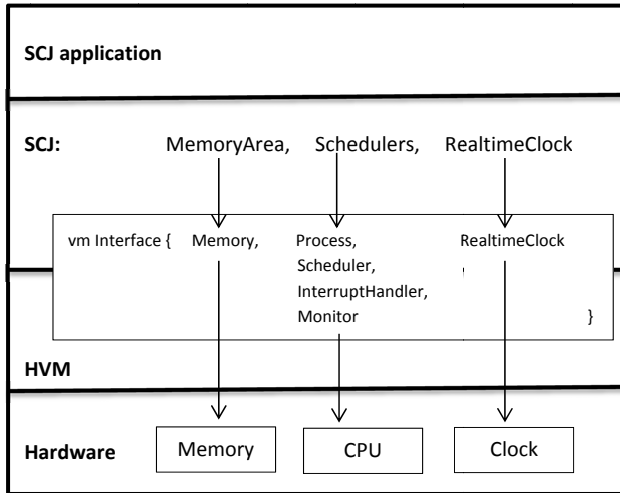 SCJ application
SCJ: MemoryArea, Schedulers, RealtimeClock
vm Interface { Memory, Process, RealtimeClock
Scheduler,
InterruptHandler,
Monitor }
HVM
Hardware Memory CPU Clock